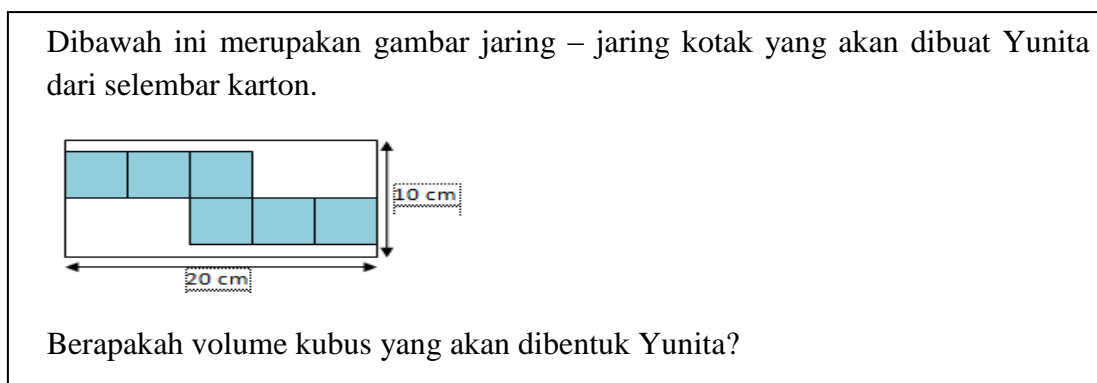 Dibawah ini merupakan gambar jaring – jaring kotak yang akan dibuat Yunita
dari selembar karton.
10 cm
20 cm
Berapakah volume kubus yang akan dibentuk Yunita?